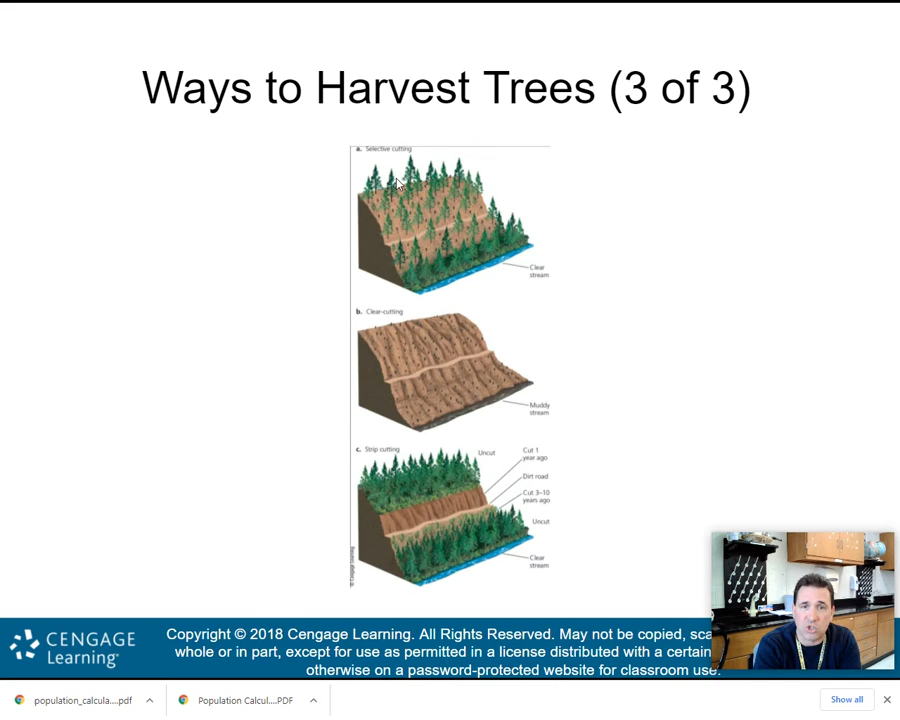 Ways to Harvest Trees (3 of 3)
a. Selective cutting
Clear
stream
b. Clear-cutting
Muddy
stream
c. Strip cutting
Uncut
Cut 1
year ago
Dirt road
Cut 3–10
years ago
Uncut
Clear
stream
© Cengage Learning
CENGAGE
Learning™
Copyright © 2018 Cengage Learning. All Rights Reserved. May not be copied, sca
whole or in part, except for use as permitted in a license distributed with a certain
otherwise on a password-protected website for classroom use.
population_calcula....pdf
Population Calcul....PDF
Show all